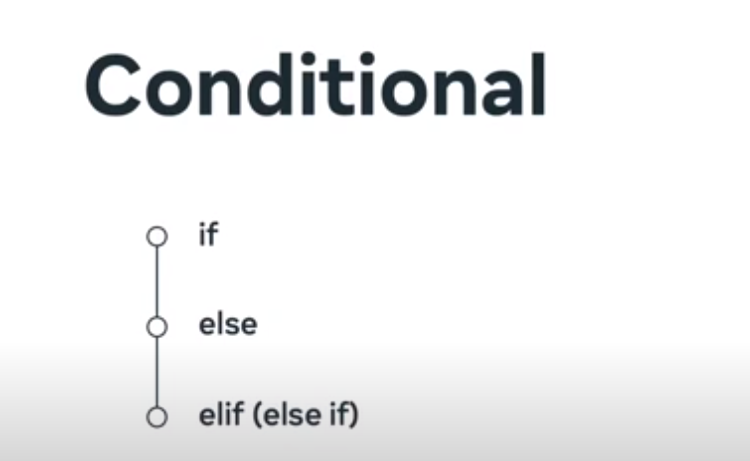 Conditional
if
else
elif (else if)